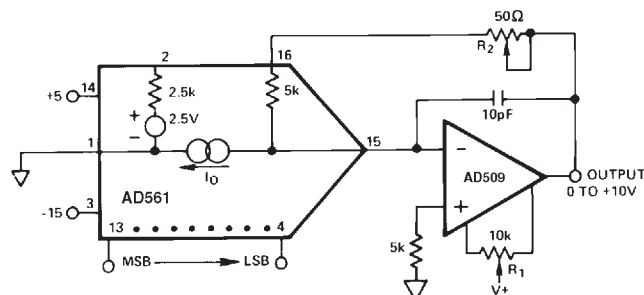 50Ω
R2
2
16
14
+5
2.5k
5k
10pF
+
2.5V
-
1
15
-
IO
AD509
OUTPUT
0 TO +10V
AD561
+
3
-15
13
4
5k
10k
R1
MSB
LSB
V+